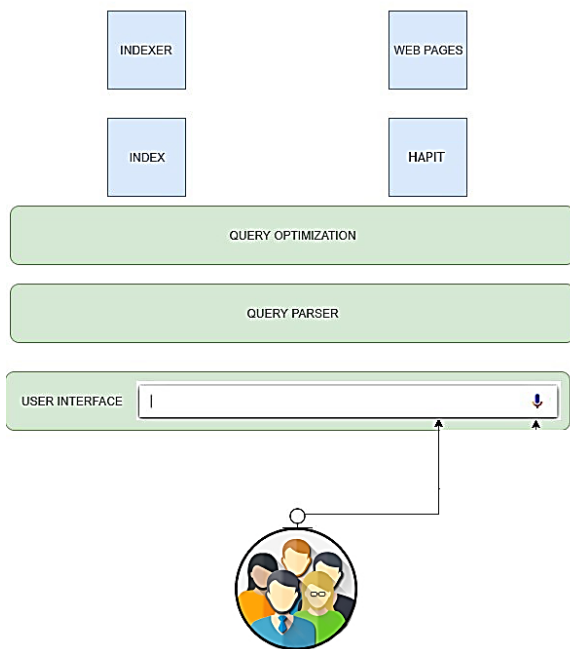 INDEXER
WEB PAGES
INDEX
HAPIT
QUERY OPTIMIZATION
QUERY PARSER
USER INTERFACE